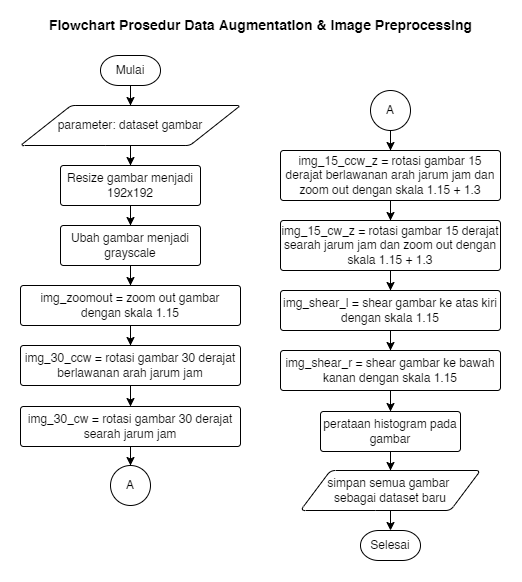 Flowchart Prosedur Data Augmentation & Image Preprocessing
Mulai
parameter: dataset gambar
Resize gambar menjadi
192x192
Ubah gambar menjadi
grayscale
img_zoomout = zoom out gambar
dengan skala 1.15
img_30_ccw = rotasi gambar 30 derajat
berlawanan arah jarum jam
img_30_cw = rotasi gambar 30 derajat
searah jarum jam
A
A
img_15_ccw_z = rotasi gambar 15
derajat berlawanan arah jarum jam dan
zoom out dengan skala 1.15 + 1.3
img_15_cw_z = rotasi gambar 15 derajat
searah jarum jam dan zoom out dengan
skala 1.15 + 1.3
img_shear_l = shear gambar ke atas kiri
dengan skala 1.15
img_shear_r = shear gambar ke bawah
kanan dengan skala 1.15
perataan histogram pada
gambar
simpan semua gambar
sebagai dataset baru
Selesai